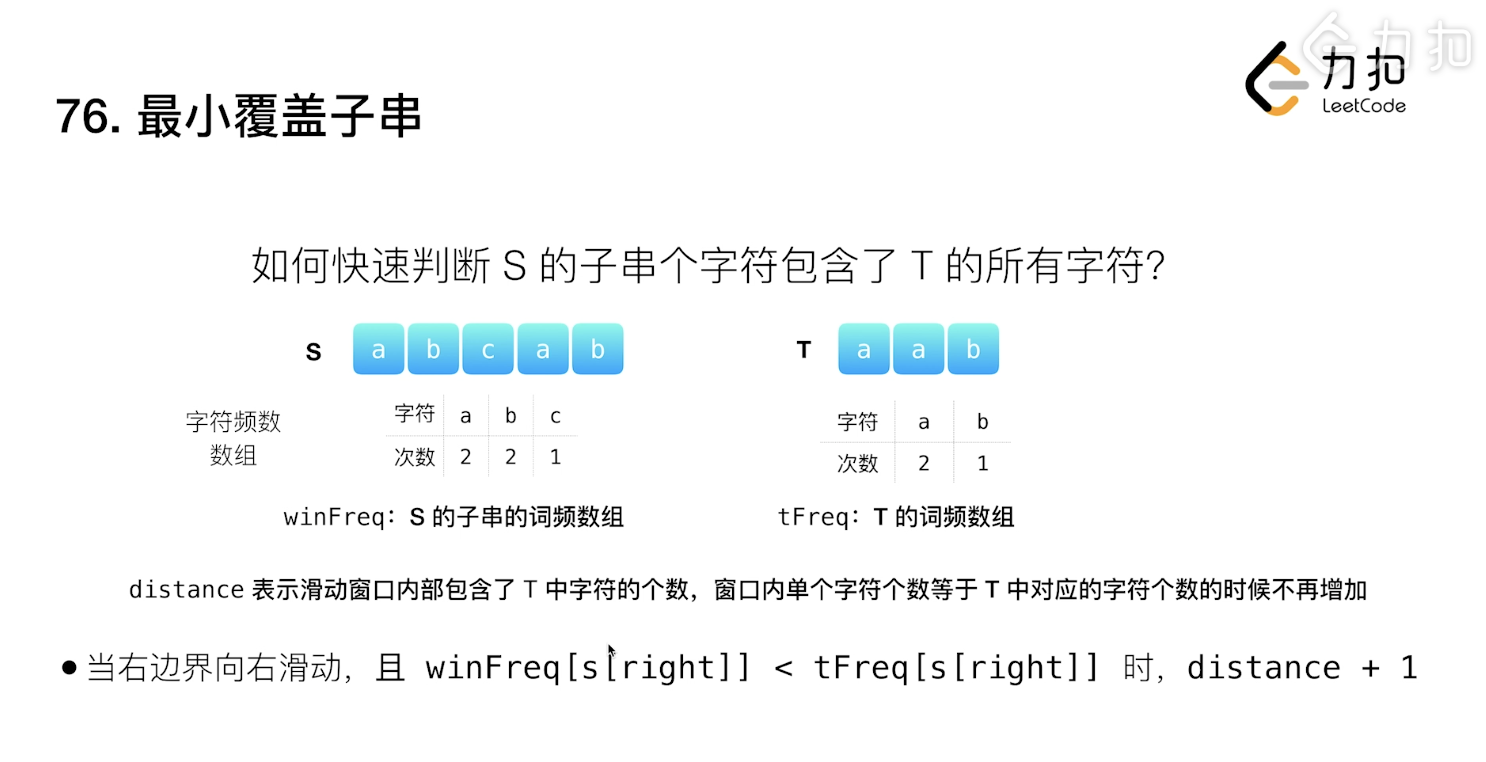 力扣
力扣
LeetCode
76. 最小覆盖子串
如何快速判断 S 的子串个字符包含了 T 的所有字符?
S a b c a b
T a a b
字符频数
数组
字符 a b c
次数 2 2 1
字符 a b
次数 2 1
winFreq: S 的子串的词频数组
tFreq: T 的词频数组
distance 表示滑动窗口内部包含了 T 中字符的个数，窗口内单个字符个数等于 T 中对应的字符个数的时候不再增加
●当右边界向右滑动，且 winFreq[s[right]] < tFreq[s[right]] 时，distance + 1